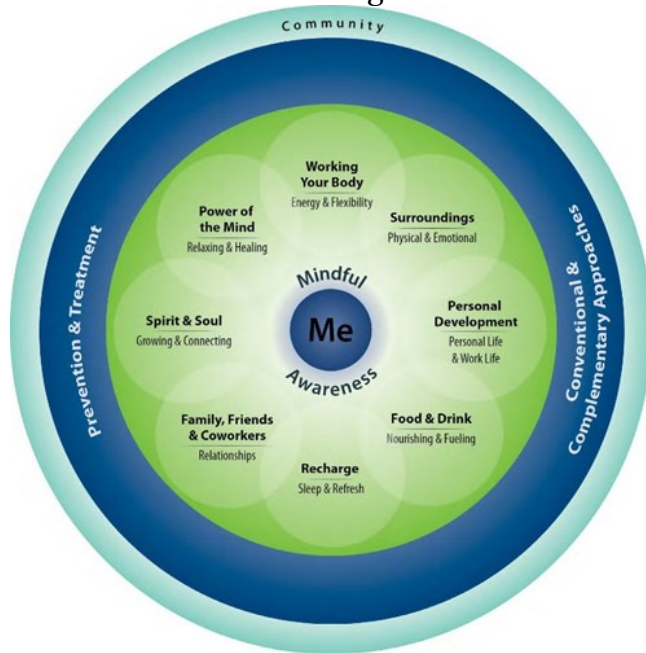 Community
Working
Your Body
Energy & Flexibility
Surroundings
Physical & Emotional
Personal
Development
Personal Life
& Work Life
Food & Drink
Nourishing & Fueling
Recharge
Sleep & Refresh
Family, Friends
& Coworkers
Relationships
Spirit & Soul
Growing & Connecting
Power of
the Mind
Relaxing & Healing
Mindful
Me
Awareness
Prevention & Treatment
Conventional &
Complementary Approaches